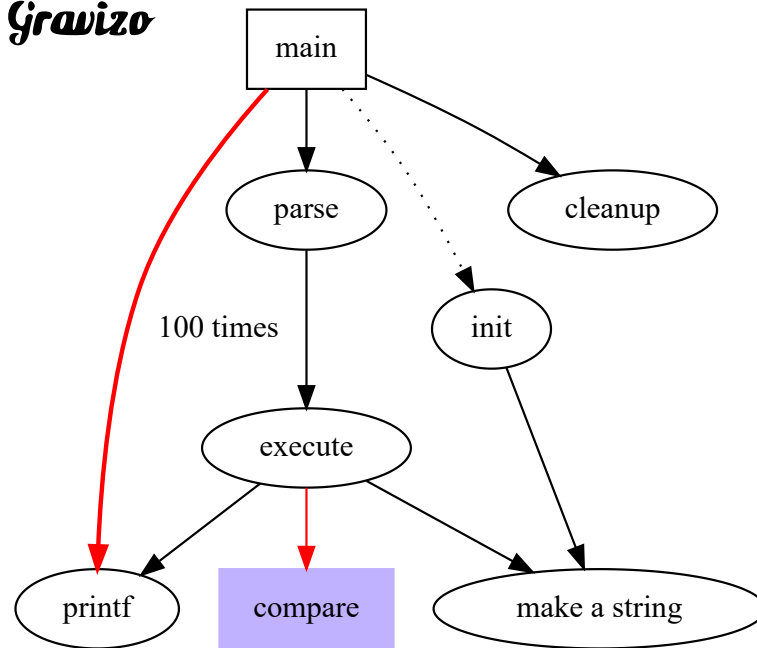 Gravizo
main
parse
cleanup
100 times
init
execute
printf
compare
make a string